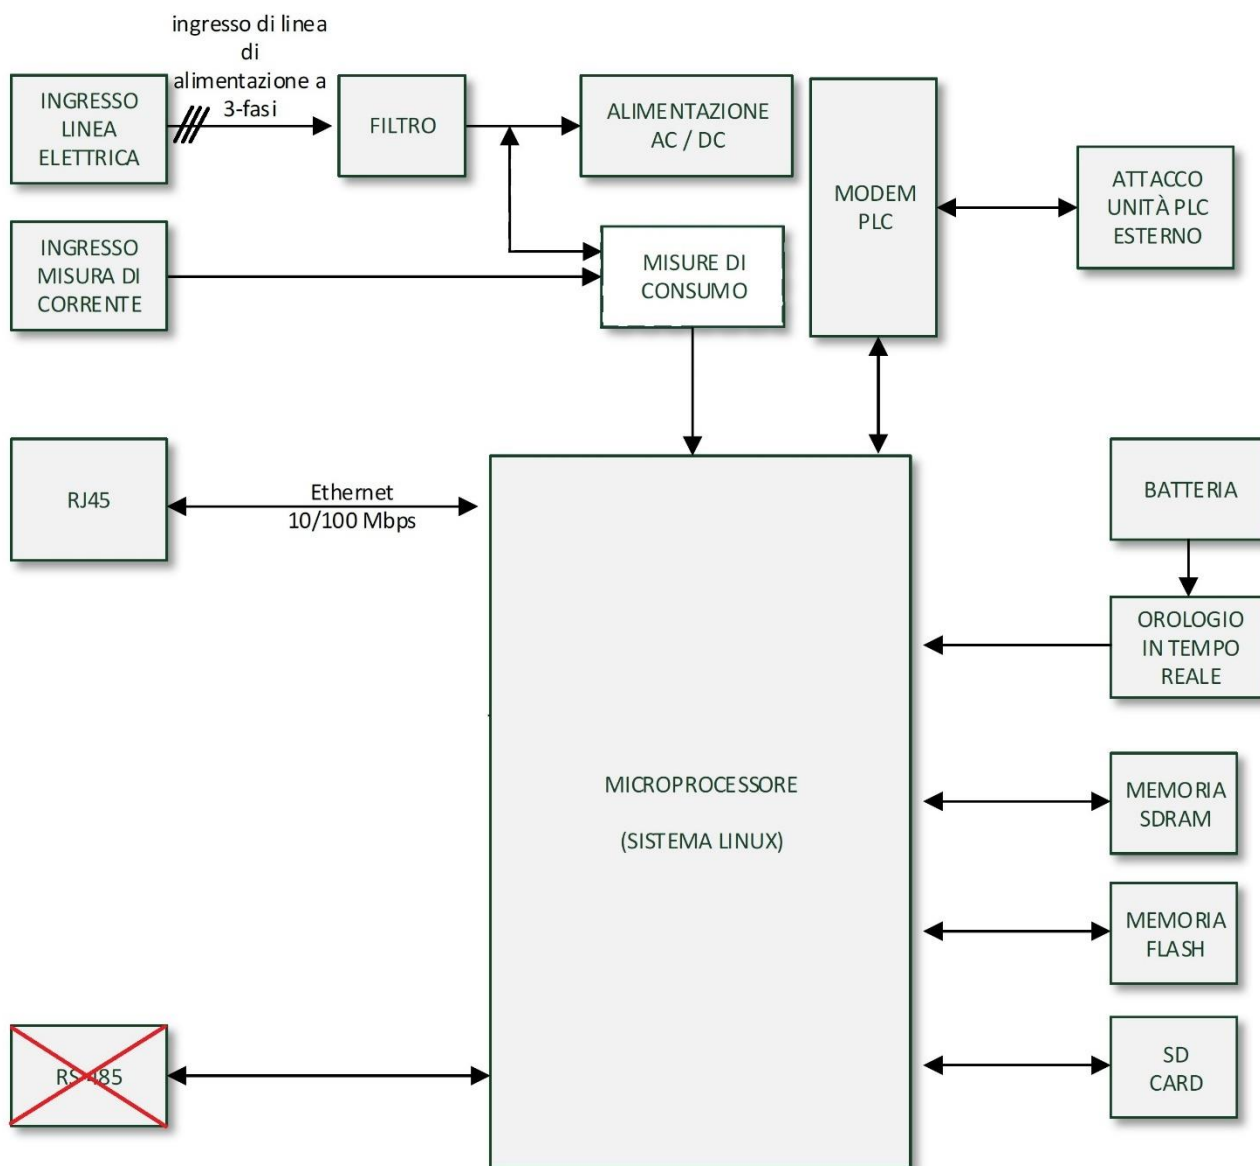 ingresso di linea
di
alimentazione a
3-fasi
INGRESSO
LINEA
ELETTRICA
FILTRO
ALIMENTAZIONE
AC / DC
MODEM
PLC
ATTACCO
UNITÀ PLC
ESTERNO
INGRESSO
MISURA DI
CORRENTE
MISURE DI
CONSUMO
RJ45
Ethernet
10/100 Mbps
BATTERIA
OROLOGIO
IN TEMPO
REALE
MICROPROCESSORE
(SISTEMA LINUX)
MEMORIA
SDRAM
MEMORIA
FLASH
RS-485
SD
CARD